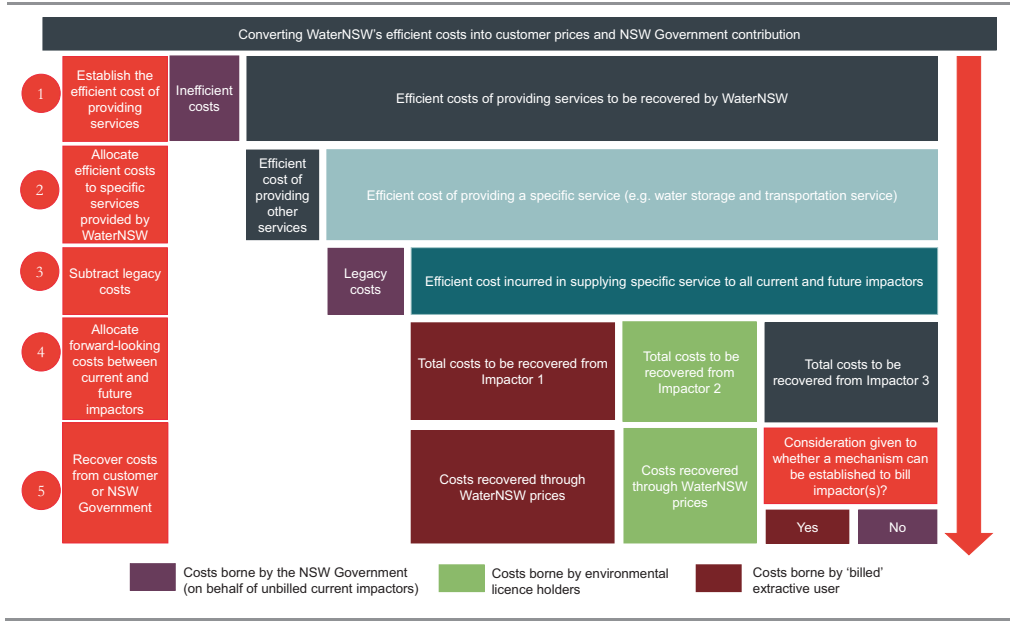 Converting WaterNSW's efficient costs into customer prices and NSW Government contribution
1
Establish the
efficient cost of
providing
services
Inefficient
costs
Efficient costs of providing services to be recovered by WaterNSW
2
Allocate
efficient costs
to specific
services
provided by
WaterNSW
Efficient
cost of
providing
other
services
Efficient cost of providing a specific service (e.g. water storage and transportation service)
3
Subtract legacy
costs
Legacy
costs
Efficient cost incurred in supplying specific service to all current and future impactors
4
Allocate
forward-looking
costs between
current and
future
impactors
Total costs to be recovered from
Impactor 1
Total costs to be
recovered from
Impactor 2
Total costs to be
recovered from Impactor 3
5
Recover costs
from customer
or NSW
Government
Costs recovered through
WaterNSW prices
Costs recovered
through WaterNSW
prices
Consideration given to
whether a mechanism can
be established to bill
impactor(s)?
Yes
No
Costs borne by the NSW Government
(on behalf of unbilled current impactors)
Costs borne by environmental
licence holders
Costs borne by 'billed'
extractive user